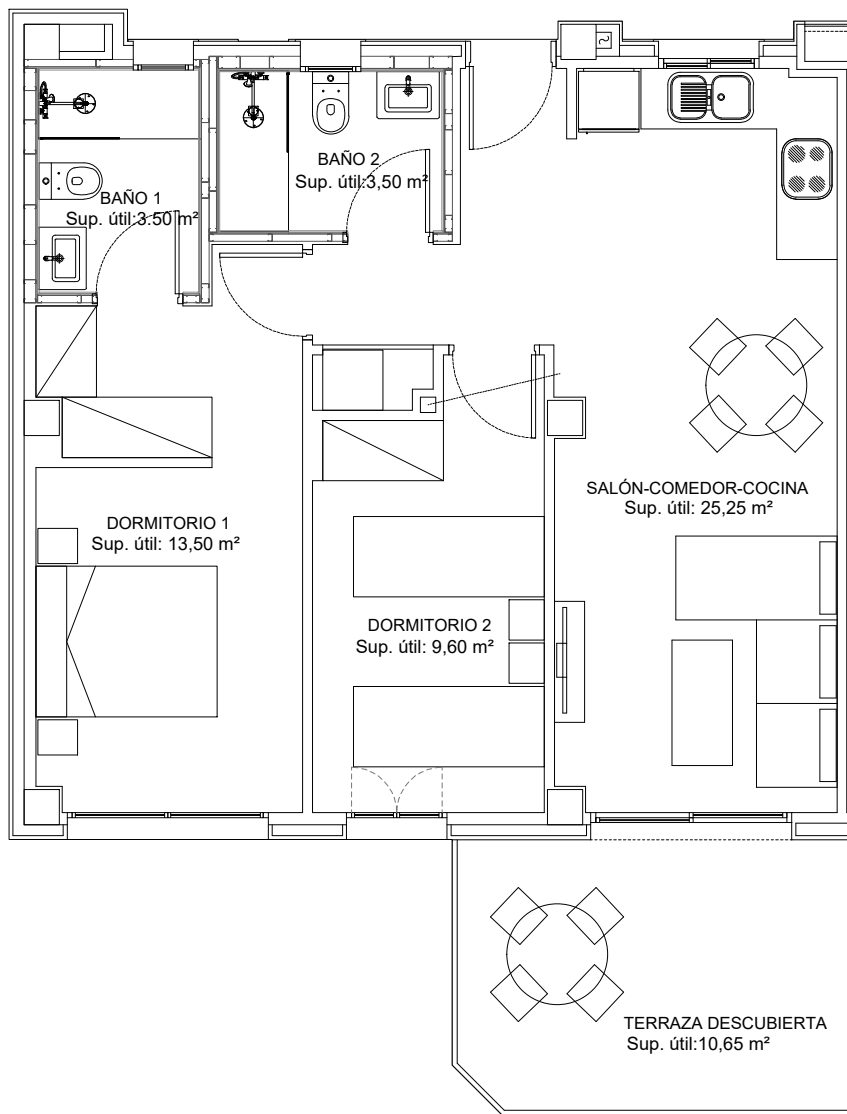 BAÑO 2
Sup. útil:3,50 m²
BAÑO 1
Sup. útil:3.50 m²
SALÓN-COMEDOR-COCINA
Sup. útil: 25,25 m²
DORMITORIO 1
Sup. útil: 13,50 m²
DORMITORIO 2
Sup. útil: 9,60 m²
TERRAZA DESCUBIERTA
Sup. útil:10,65 m²